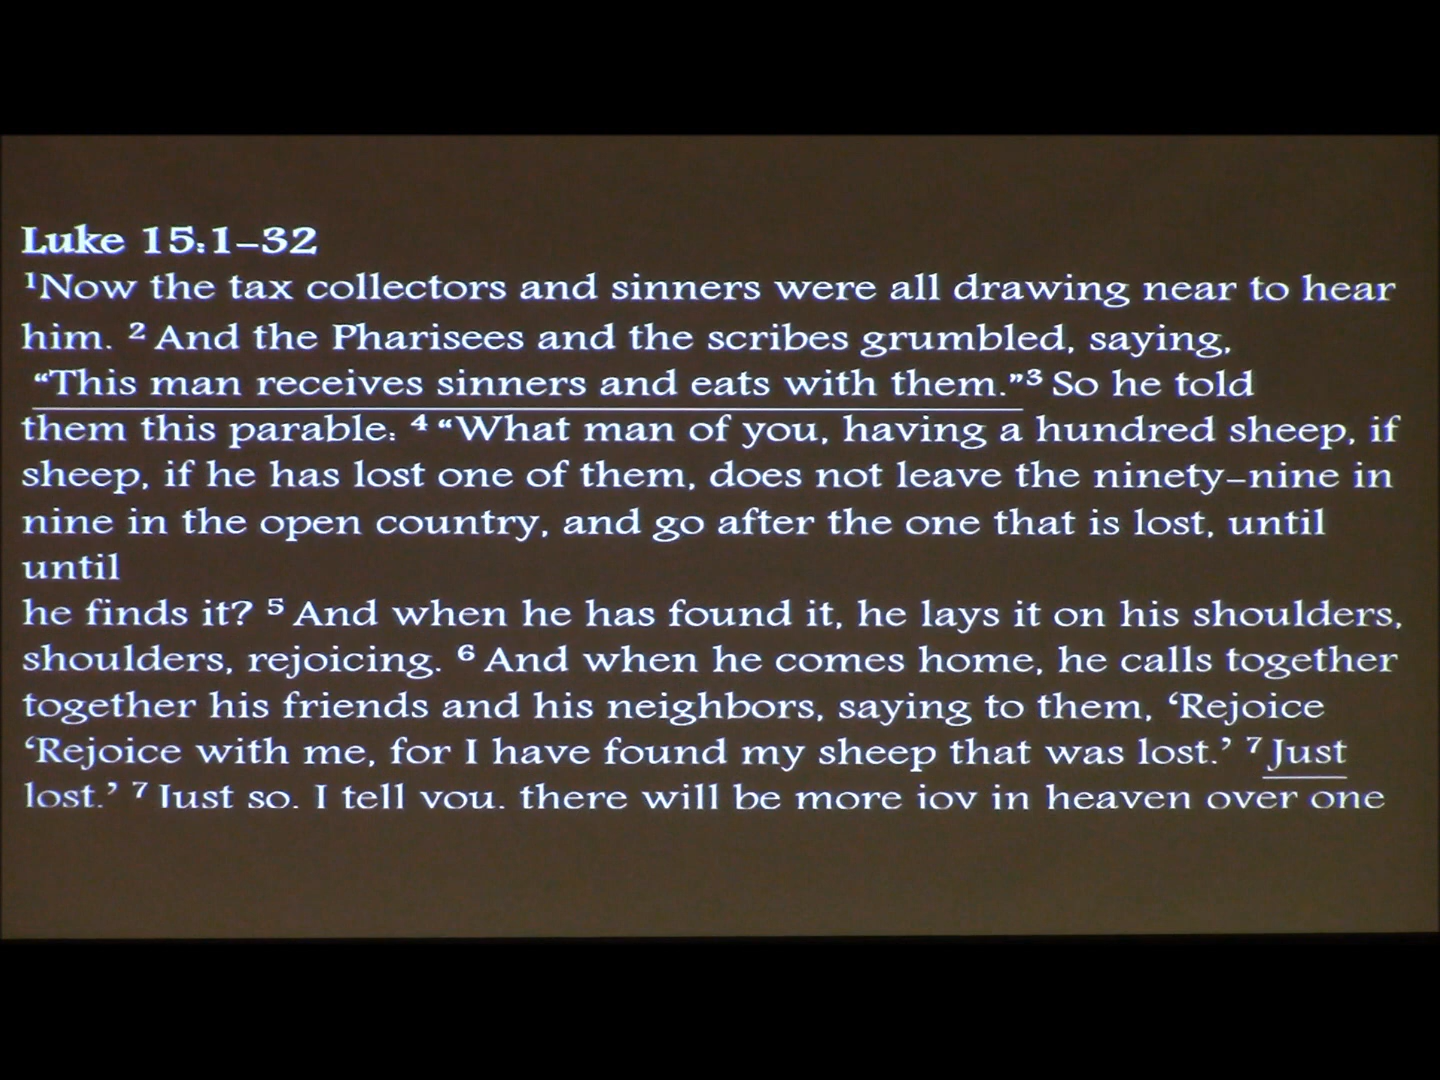 Luke 15:1–32
¹Now the tax collectors and sinners were all drawing near to hear
him. ² And the Pharisees and the scribes grumbled, saying,
“This man receives sinners and eats with them.”³ So he told
them this parable: ⁴ “What man of you, having a hundred sheep, if
sheep, if he has lost one of them, does not leave the ninety–nine in
nine in the open country, and go after the one that is lost, until
until
he finds it? ⁵ And when he has found it, he lays it on his shoulders,
shoulders, rejoicing. ⁶ And when he comes home, he calls together
together his friends and his neighbors, saying to them, ‘Rejoice
‘Rejoice with me, for I have found my sheep that was lost.’ ⁷ Just
lost.’ ⁷ Just so, I tell you, there will be more joy in heaven over one